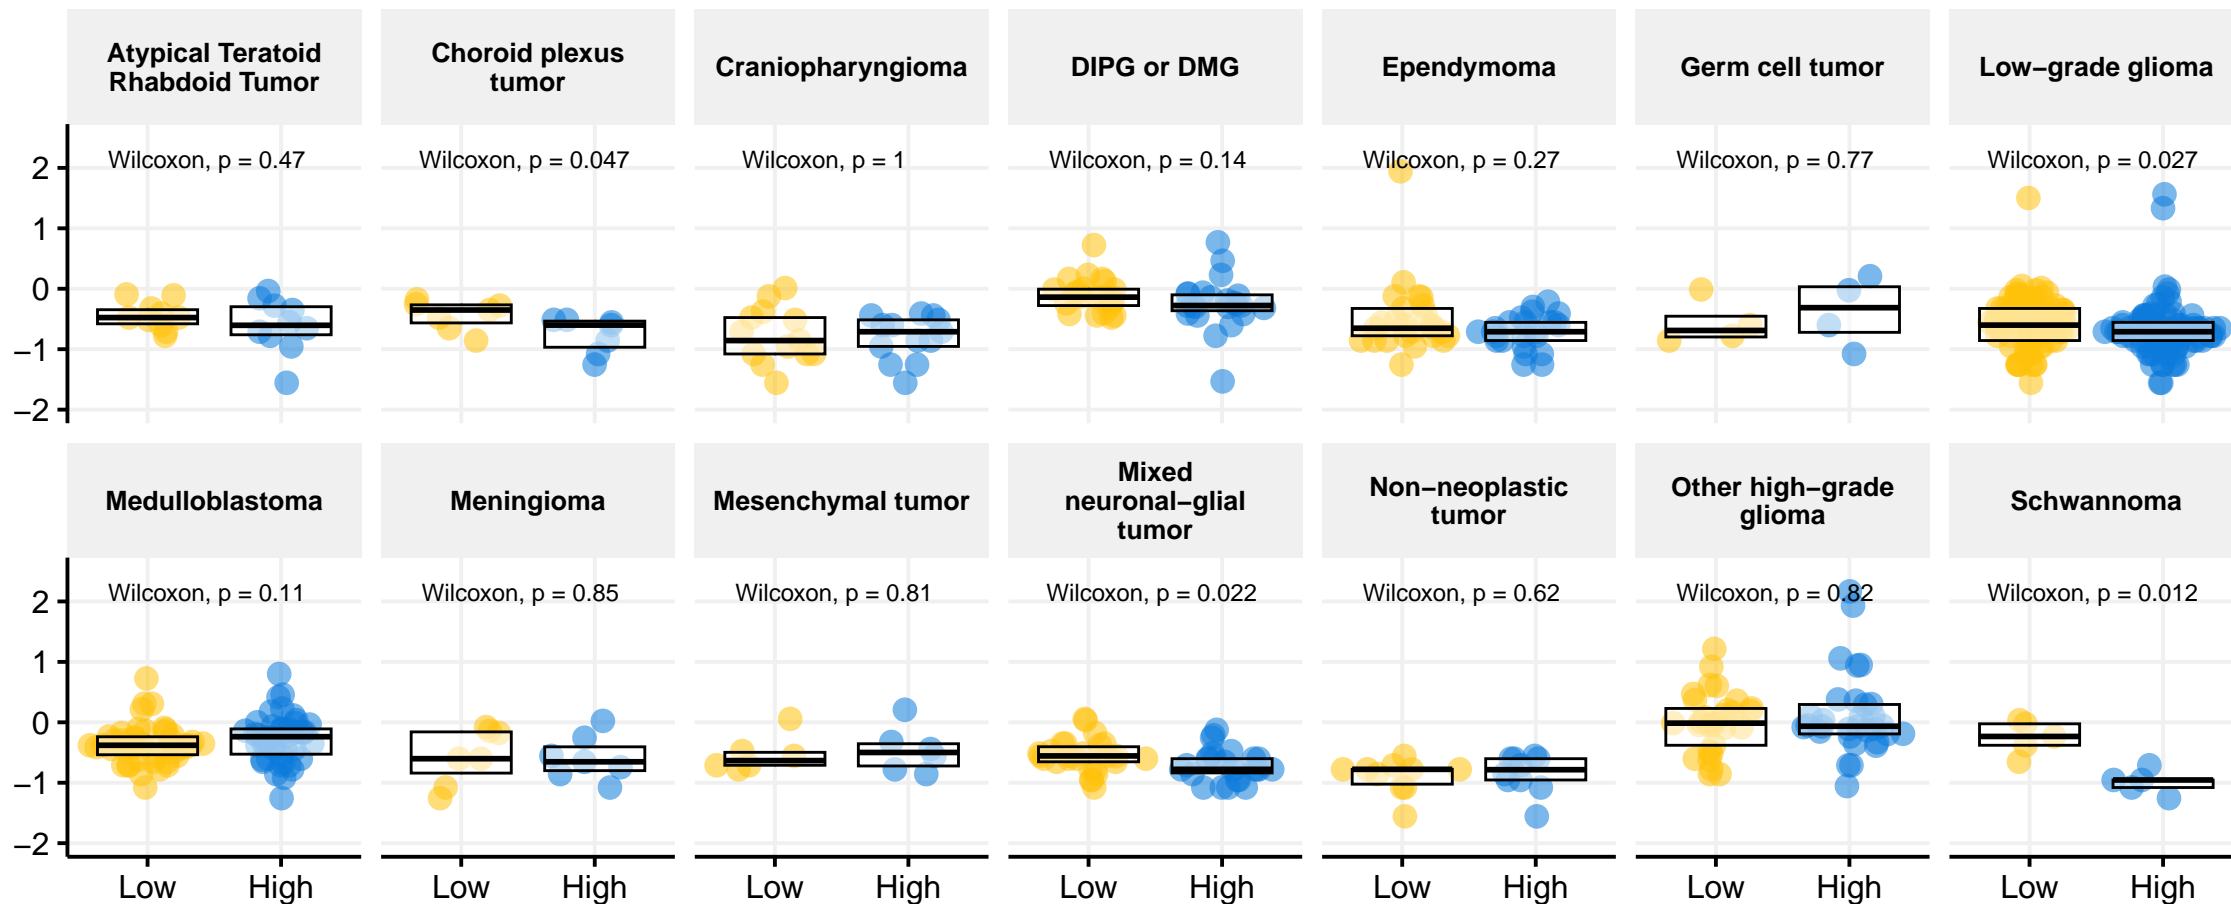 Atypical Teratoid
Rhabdoid Tumor
Choroid plexus
tumor
Craniopharyngioma
DIPG or DMG
Ependymoma
Germ cell tumor
Low−grade glioma
Wilcoxon, p = 0.47
Wilcoxon, p = 0.047
Wilcoxon, p = 1
Wilcoxon, p = 0.14
Wilcoxon, p = 0.27
Wilcoxon, p = 0.77
Wilcoxon, p = 0.027
2
1
0
−1
−2
Medulloblastoma
Meningioma
Mesenchymal tumor
Mixed
neuronal−glial
tumor
Non−neoplastic
tumor
Other high−grade
glioma
Schwannoma
Wilcoxon, p = 0.11
Wilcoxon, p = 0.85
Wilcoxon, p = 0.81
Wilcoxon, p = 0.022
Wilcoxon, p = 0.62
Wilcoxon, p = 0.82
Wilcoxon, p = 0.012
2
1
0
−1
−2
Low High
Low High
Low High
Low High
Low High
Low High
Low High